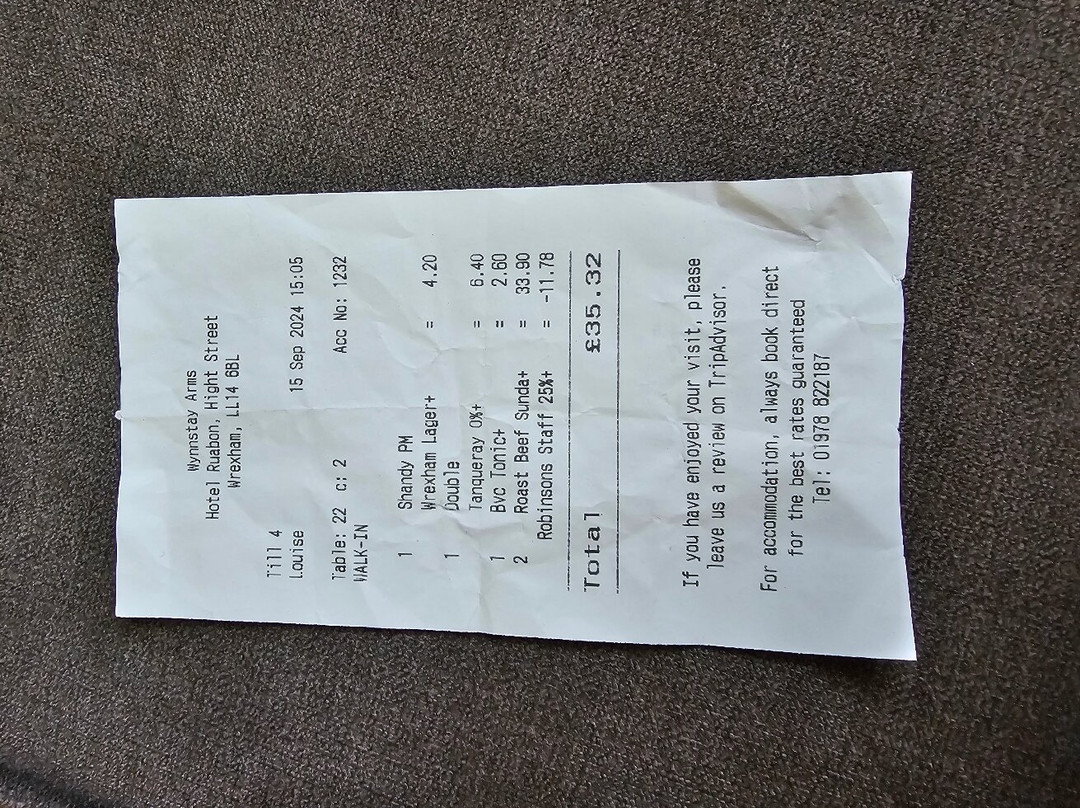 Wynnstay Arms
Hotel Ruabon, Hight Street
Wrexham, LL14 6BL
Till 4 15 Sep 2024 15:05
Louise
Table: 22 C: 2 Acc No: 1232
WALK-IN
1 Shandy PM
Wrexham Lager+ = 4.20
1 Double
Tanqueray 0%+ = 6.40
1 Bvc Tonic+ = 2.60
2 Roast Beef Sunda+ = 33.90
Robinsons Staff 25%+ = -11.78
Total £35.32
If you have enjoyed your visit, please
leave us a review on TripAdvisor.
For accommodation, always book direct
for the best rates guaranteed
Tel: 01978 822187